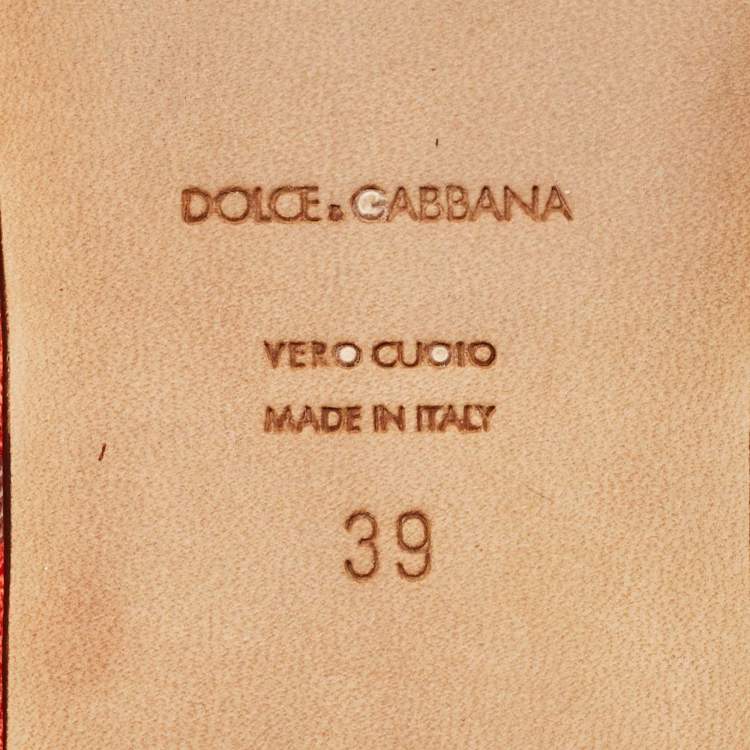 DOLCE & GABBANA
VERO CUOIO
MADE IN ITALY
39